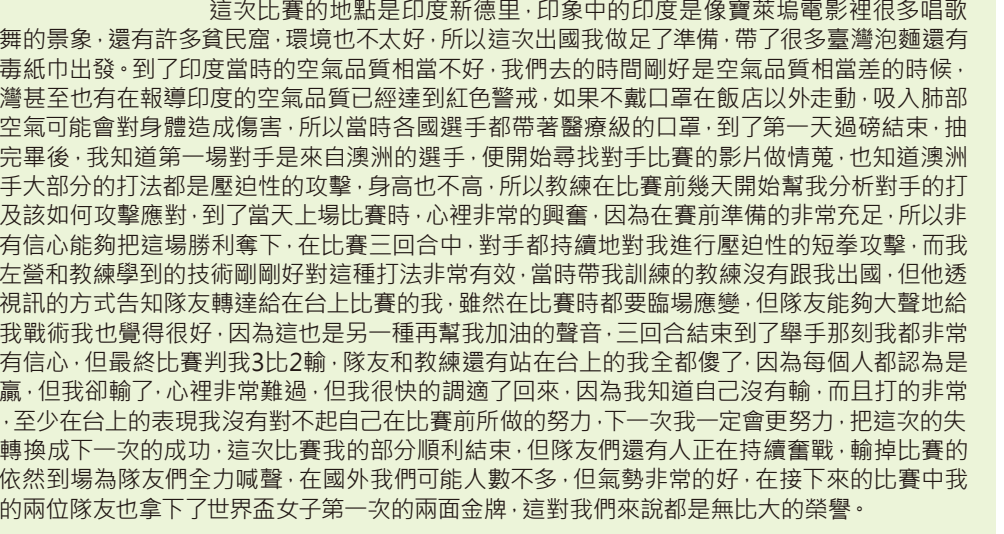 這次比賽的地點是印度新德里，印象中的印度是像寶萊塢電影裡很多唱歌
舞的景象，還有許多貧民窟，環境也不太好，所以這次出國我做足了準備，帶了很多臺灣泡麵還有
毒紙巾出發。到了印度當時的空氣品質相當不好，我們去的時間剛好是空氣品質相當差的時候，
灣甚至也有在報導印度的空氣品質已經達到紅色警戒，如果不戴口罩在飯店以外走動，吸入肺部
空氣可能會對身體造成傷害，所以當時各國選手都帶著醫療級的口罩，到了第一天過磅結束，抽
完畢後，我知道第一場對手是來自澳洲的選手，便開始尋找對手比賽的影片做情蒐，也知道澳洲
手大部分的打法都是壓迫性的攻擊，身高也不高，所以教練在比賽前幾天開始幫我分析對手的打
及該如何攻擊應對，到了當天上場比賽時，心裡非常的興奮，因為在賽前準備的非常充足，所以非
有信心能夠把這場勝利奪下，在比賽三回合中，對手都持續地對我進行壓迫性的短拳攻擊，而我
左營和教練學到的技術剛剛好對這種打法非常有效，當時帶我訓練的教練沒有跟我出國，但他透
視訊的方式告知隊友轉達給在台上比賽的我，雖然在比賽時都要臨場應變，但隊友能夠大聲地給
我戰術我也覺得很好，因為這也是另一種再幫我加油的聲音，三回合結束到了舉手那刻我都非常
有信心，但最終比賽判我3比2輸，隊友和教練還有站在台上的我全都傻了，因為每個人都認為是
贏，但我卻輸了，心裡非常難過，但我很快的調適了回來，因為我知道自己沒有輸，而且打的非常
，至少在台上的表現我沒有對不起自己在比賽前所做的努力，下一次我一定會更努力，把這次的失
轉換成下一次的成功，這次比賽我的部分順利結束，但隊友們還有人正在持續奮戰，輸掉比賽的
依然到場為隊友們全力喊聲，在國外我們可能人數不多，但氣勢非常的好，在接下來的比賽中我
的兩位隊友也拿下了世界盃女子第一次的兩面金牌，這對我們來說都是無比大的榮譽。